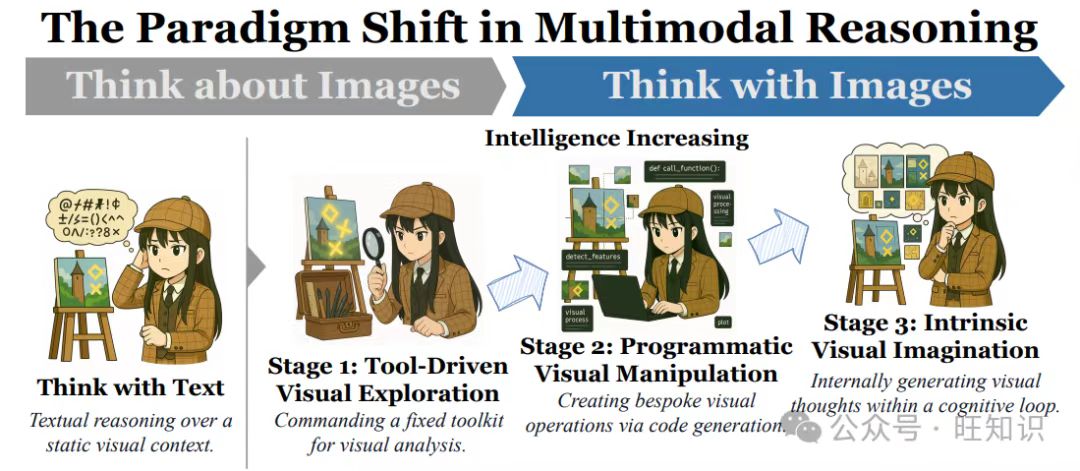 The Paradigm Shift in Multimodal Reasoning
Think about Images
Think with Images
Intelligence Increasing
@≠##!¢
±/≤=()<^^
Think with Text
Textual reasoning over a
static visual context.
Stage 1: Tool-Driven
Visual Exploration
Commanding a fixed toolkit
for visual analysis.
def call_function():
visual
proce-
ssing
detect_features
visual
process
plot
Stage 2: Programmatic
Visual Manipulation
Creating bespoke visual
operations via code generation.
Stage 3: Intrinsic
Visual Imagination
Internally generating visual
thoughts within a cognitive loop.
公众号 · 旺知识